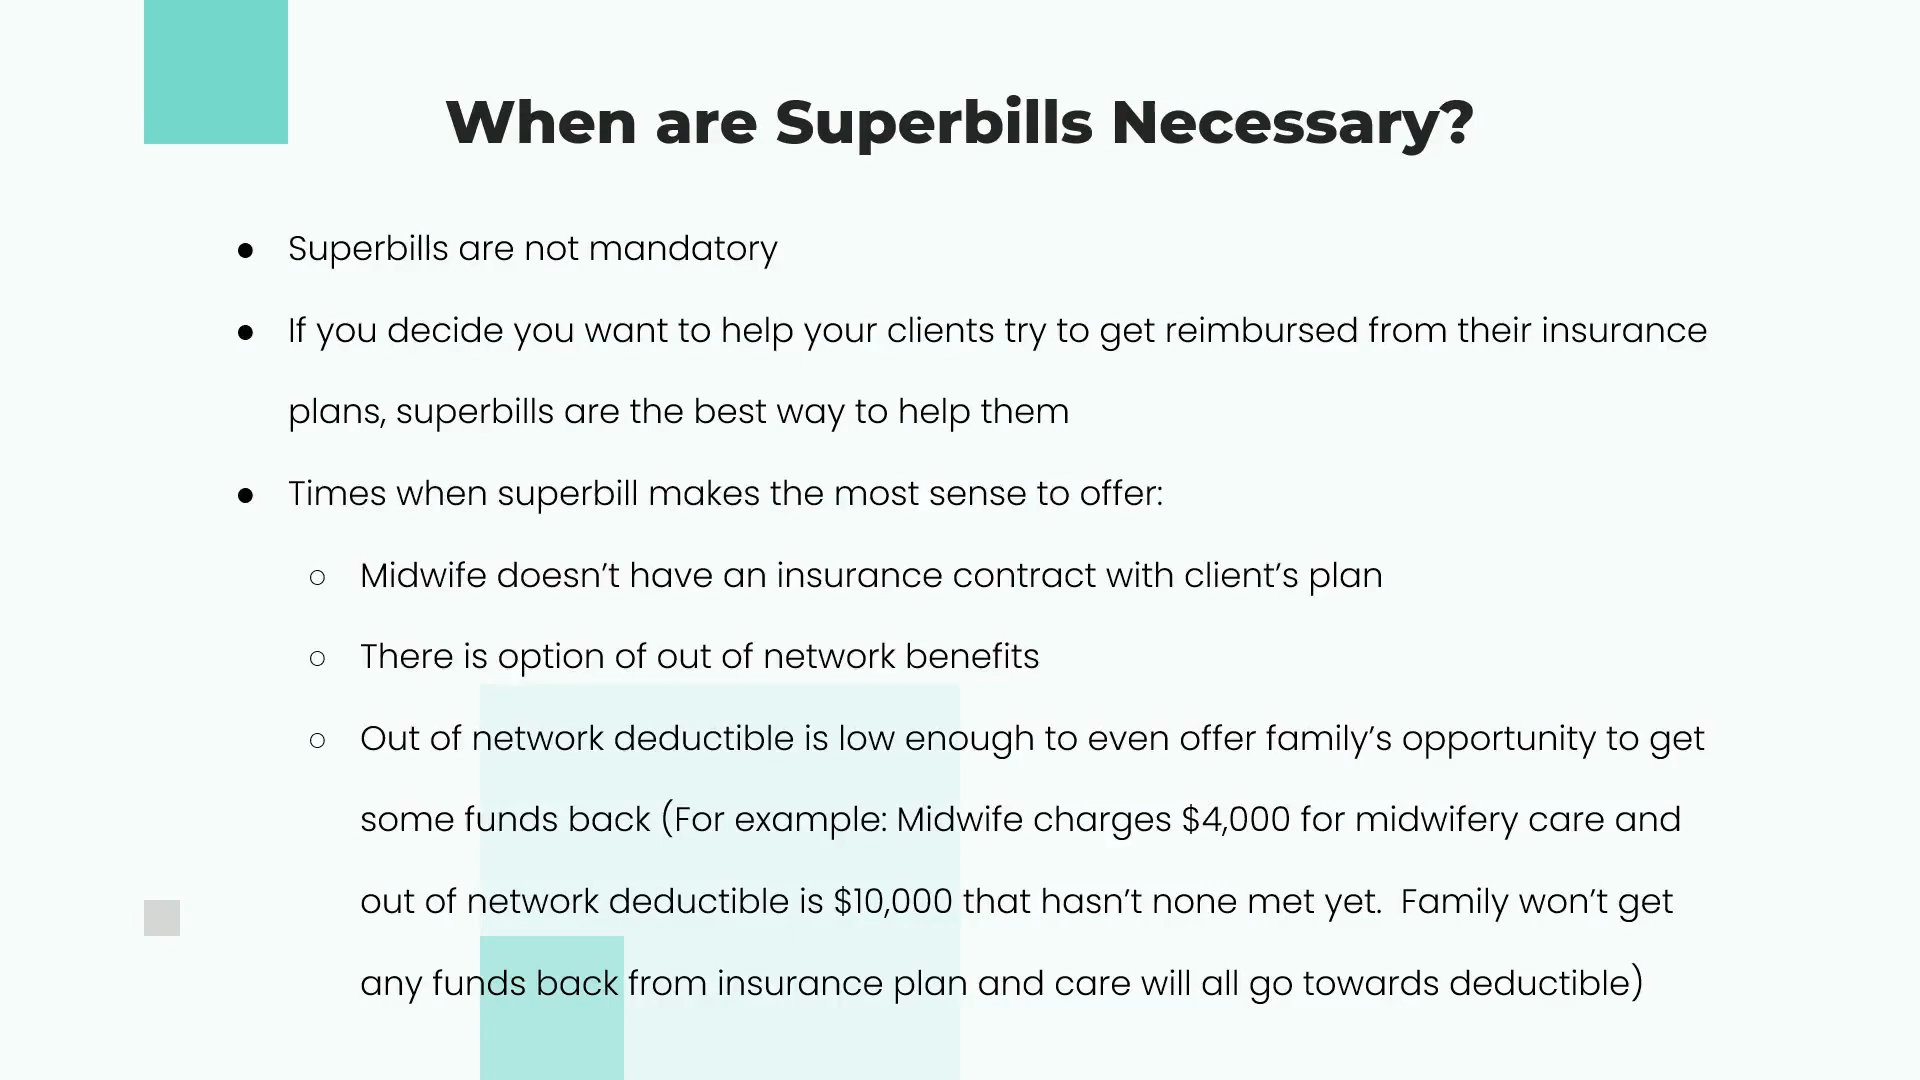 When are Superbills Necessary?
● Superbills are not mandatory
● If you decide you want to help your clients try to get reimbursed from their insurance
plans, superbills are the best way to help them
● Times when superbill makes the most sense to offer:
○ Midwife doesn’t have an insurance contract with client’s plan
○ There is option of out of network benefits
○ Out of network deductible is low enough to even offer family’s opportunity to get
some funds back (For example: Midwife charges $4,000 for midwifery care and
out of network deductible is $10,000 that hasn’t none met yet.  Family won’t get
any funds back from insurance plan and care will all go towards deductible)